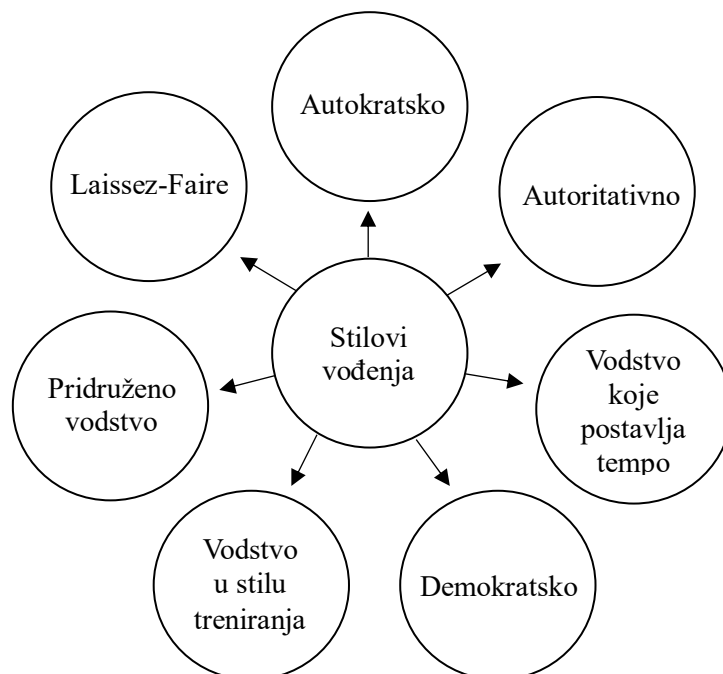 Autokratsko
Laissez-Faire
Autoritativno
Stilovi
vođenja
Pridruženo
vodstvo
Vodstvo
koje
postavlja
tempo
Vodstvo
u stilu
treniranja
Demokratsko